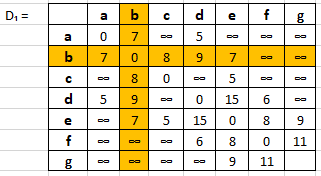 D₁ =
a b c d e f g
a 0 7 ∞ 5 ∞ ∞ ∞
b 7 0 8 9 7 ∞ ∞
c ∞ 8 0 ∞ 5 ∞ ∞
d 5 9 ∞ 0 15 6 ∞
e ∞ 7 5 15 0 8 9
f ∞ ∞ ∞ 6 8 0 11
g ∞ ∞ ∞ ∞ 9 11